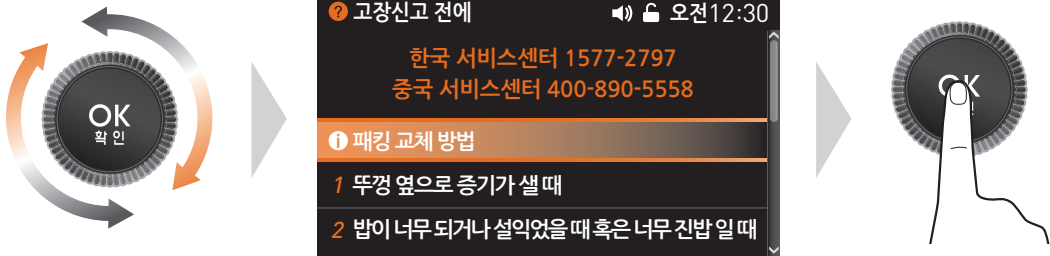 OK
확인
? 고장신고 전에
오전12:30
한국 서비스센터 1577-2797
중국 서비스센터 400-890-5558
i 패킹 교체 방법
1 뚜껑 옆으로 증기가 샐 때
2 밥이 너무 되거나 설익었을 때 혹은 너무 진밥 일 때
OK